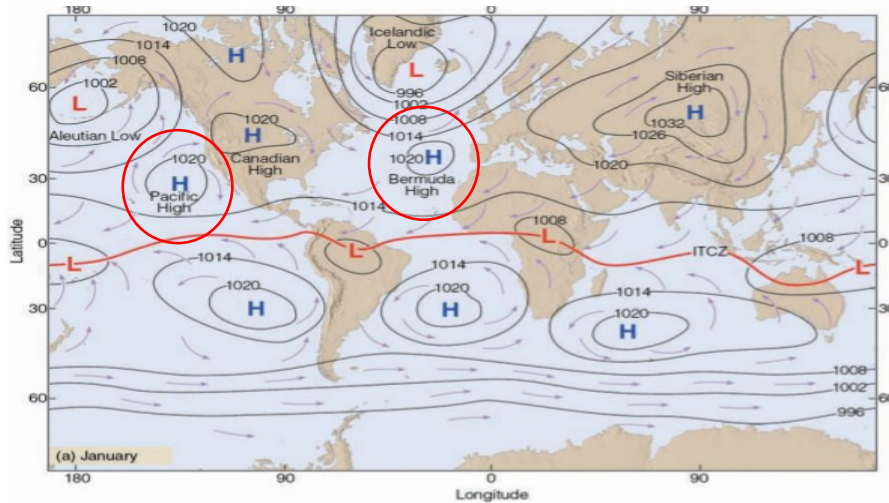 180
90
0
90
1020
1014
1008
1002
L
Aleutian Low
1020
H
Pacific
High
H
1020
H
Canadian
High
Icelandic
Low
L
996
1002
1008
1014
1020
H
Bermuda
High
Siberian
High
H
1032
1026
1020
1014
1014
60
30
0
30
60
Latitude
60
30
0
30
60
L
L
1008
L
ITCZ
1008
L
1014
1020
H
1014
1020
H
1014
1020
H
1008
1002
996
(a) January
180
90
0
90
Longitude